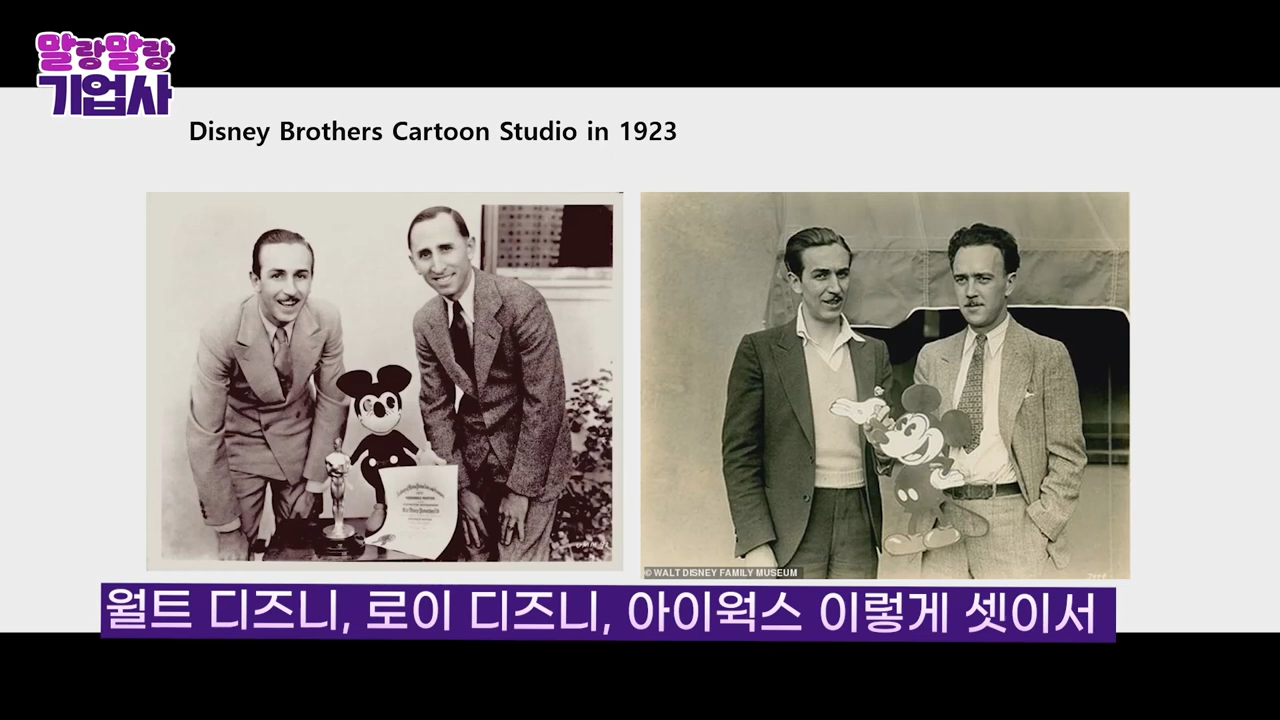 말랑말랑
기업사
Disney Brothers Cartoon Studio in 1923
© WALT DISNEY FAMILY MUSEUM
월트 디즈니, 로이 디즈니, 아이웍스 이렇게 셋이서